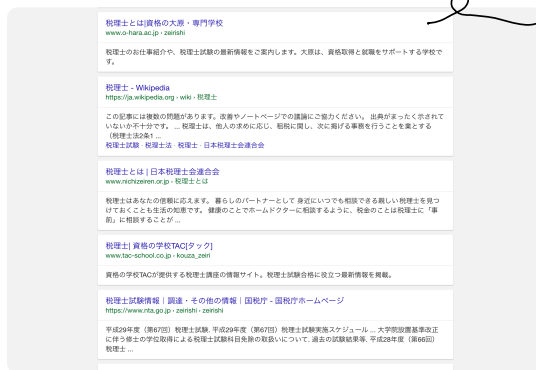 税理士とは|資格の大原・専門学校
www.o-hara.ac.jp › zeirishi
税理士のお仕事紹介や、税理士試験の最新情報をご案内します。大原は、資格取得と就職をサポートする学校で
す。
税理士 - Wikipedia
https://ja.wikipedia.org › wiki › 税理士
この記事には複数の問題があります。改善やノートページでの議論にご協力ください。 出典がまったく示されて
いないか不十分です。 ... 税理士は、他人の求めに応じ、租税に関し、次に掲げる事務を行うことを業とする
（税理士法2条1 ...
税理士試験 · 税理士法 · 税理士 · 日本税理士会連合会
税理士とは | 日本税理士会連合会
www.nichizeiren.or.jp › 税理士とは
税理士はあなたの信頼に応えます。 暮らしのパートナーとして 身近にいつでも相談できる親しい税理士を見つ
けておくことも生活の知恵です。 健康のことでホームドクターに相談するように、税金のことは税理士に「事
前」に相談することが ...
税理士| 資格の学校TAC[タック]
www.tac-school.co.jp › kouza_zeiri
資格の学校TACが提供する税理士講座の情報サイト。税理士試験合格に役立つ最新情報を掲載。
税理士試験情報｜調達・その他の情報｜国税庁 - 国税庁ホームページ
https://www.nta.go.jp › zeirishi › zeirishi
平成29年度（第67回）税理士試験. 平成29年度（第67回）税理士試験実施スケジュール ... 大学院設置基準改正
に伴う修士の学位取得による税理士試験科目免除の取扱いについて. 過去の試験結果等. 平成28年度（第66回）
税理士 ...